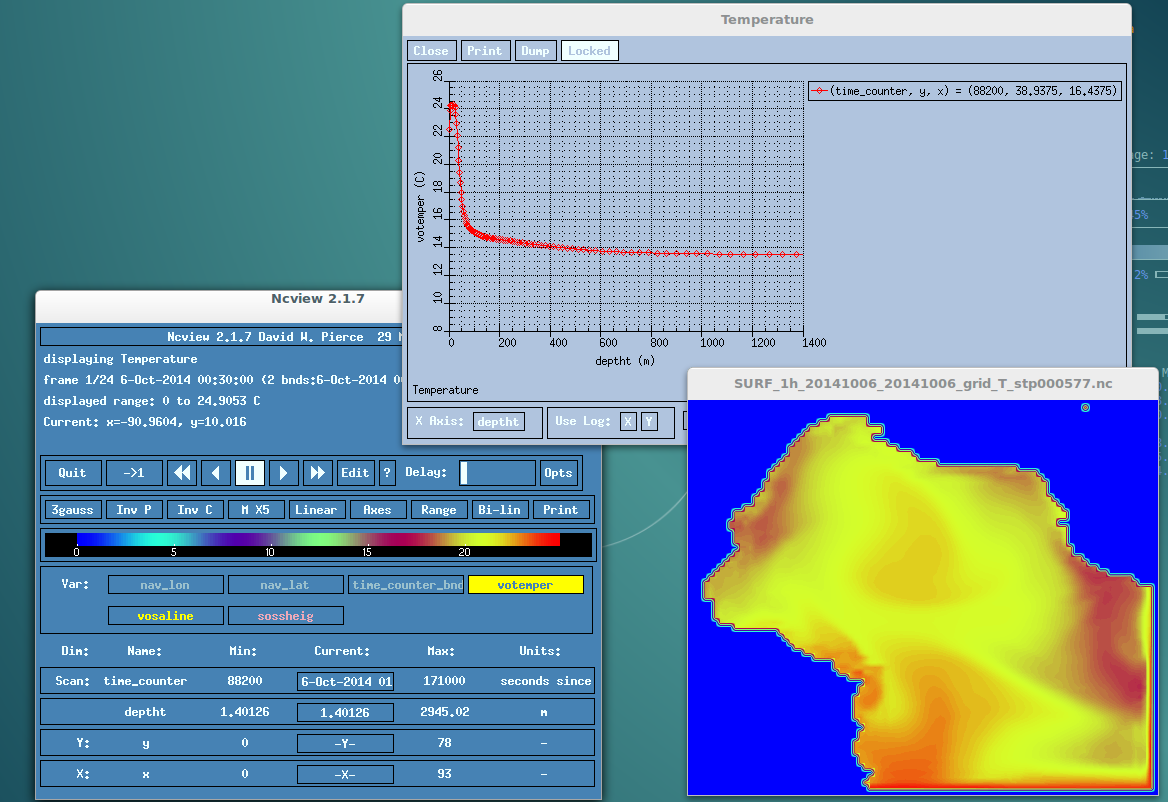 Temperature
Close Print Dump Locked
(time_counter, y, x) = (88200, 38.9375, 16.4375)
26
24
22
20
18
16
14
12
10
8
votemper (C)
0 200 400 600 800 1000 1200 1400
deptht (m)
Temperature
X Axis: deptht Use Log: X Y
age: 1
5%
2%
Ncview 2.1.7
Ncview 2.1.7 David W. Pierce 29
displaying Temperature
frame 1/24 6-Oct-2014 00:30:00 (2 bnds:6-Oct-2014 0
displayed range: 0 to 24.9053 C
Current: x=-90.9604, y=10.016
Quit ->1 Edit ? Delay: Opts
3gauss Inv P Inv C M X5 Linear Axes Range Bi-lin Print
0 5 10 15 20
Var: nav_lon nav_lat time_counter_bnd votemper
vosaline sossheig
Dim: Name: Min: Current: Max: Units:
Scan: time_counter 88200 6-Oct-2014 01 171000 seconds since
deptht 1.40126 1.40126 2945.02 m
Y: y 0 -Y- 78 -
X: x 0 -X- 93 -
SURF_1h_20141006_20141006_grid_T_stp000577.nc